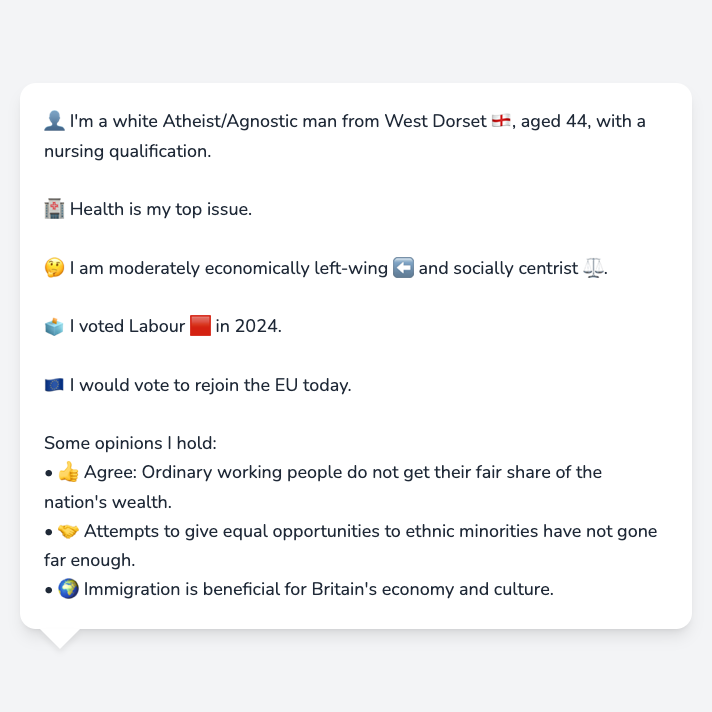 👤 I'm a white Atheist/Agnostic man from West Dorset 🏴󠁧󠁢󠁥󠁮󠁧󠁿, aged 44, with a
nursing qualification.
🏥 Health is my top issue.
🤔 I am moderately economically left-wing ⬅️ and socially centrist ⚖️.
🗳️ I voted Labour 🟥 in 2024.
🇪🇺 I would vote to rejoin the EU today.
Some opinions I hold:
• 👍 Agree: Ordinary working people do not get their fair share of the
nation's wealth.
• 🤝 Attempts to give equal opportunities to ethnic minorities have not gone
far enough.
• 🌍 Immigration is beneficial for Britain's economy and culture.